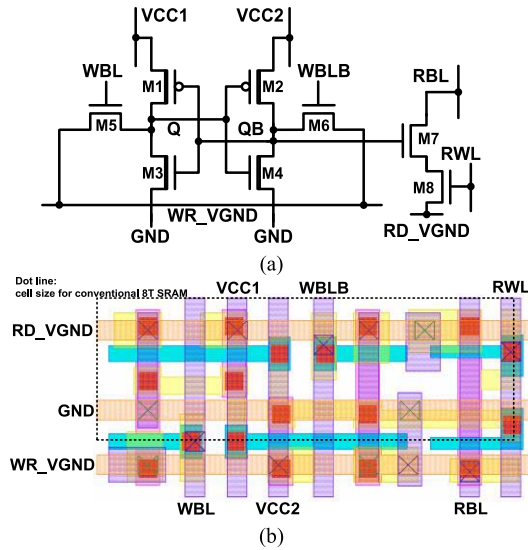 VCC1 VCC2
WBL M1 M2 WBLB RBL
M5 Q QB M6 M7
M3 M4 RWL
M8
WR_VGND
GND GND RD_VGND
(a)
Dot line:
cell size for conventional 8T SRAM
VCC1 WBLB RWL
RD_VGND
GND
WR_VGND
WBL VCC2 RBL
(b)